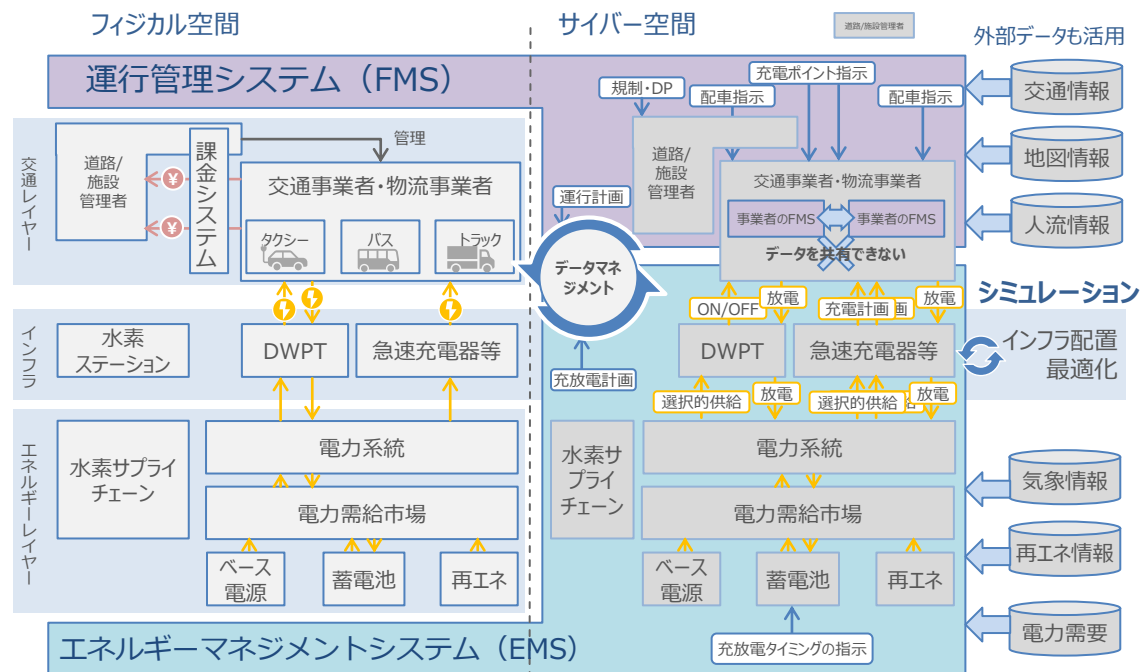 フィジカル空間
サイバー空間
道路/施設管理者
外部データも活用
運行管理システム（FMS）
充電ポイント指示
規制・DP
配車指示
配車指示
交通情報
地図情報
人流情報
交通レイヤー
道路/
施設
管理者
課金システム
管理
¥
¥
交通事業者・物流事業者
タクシー
バス
トラック
運行計画
データマネ
ジメント
充放電計画
道路/
施設
管理者
交通事業者・物流事業者
事業者のFMS
事業者のFMS
データを共有できない
ON/OFF
放電
充電計画
画
放電
シミュレーション
インフラ
水素
ステーション
DWPT
急速充電器等
DWPT
急速充電器等
インフラ配置
最適化
選択的供給
放電
選択的供給
放電
エネルギーレイヤー
水素サプライ
チェーン
電力系統
電力需給市場
ベース
電源
蓄電池
再エネ
水素サ
プライ
チェーン
電力系統
電力需給市場
ベース
電源
蓄電池
再エネ
気象情報
再エネ情報
電力需要
充放電タイミングの指示
エネルギーマネジメントシステム（EMS）